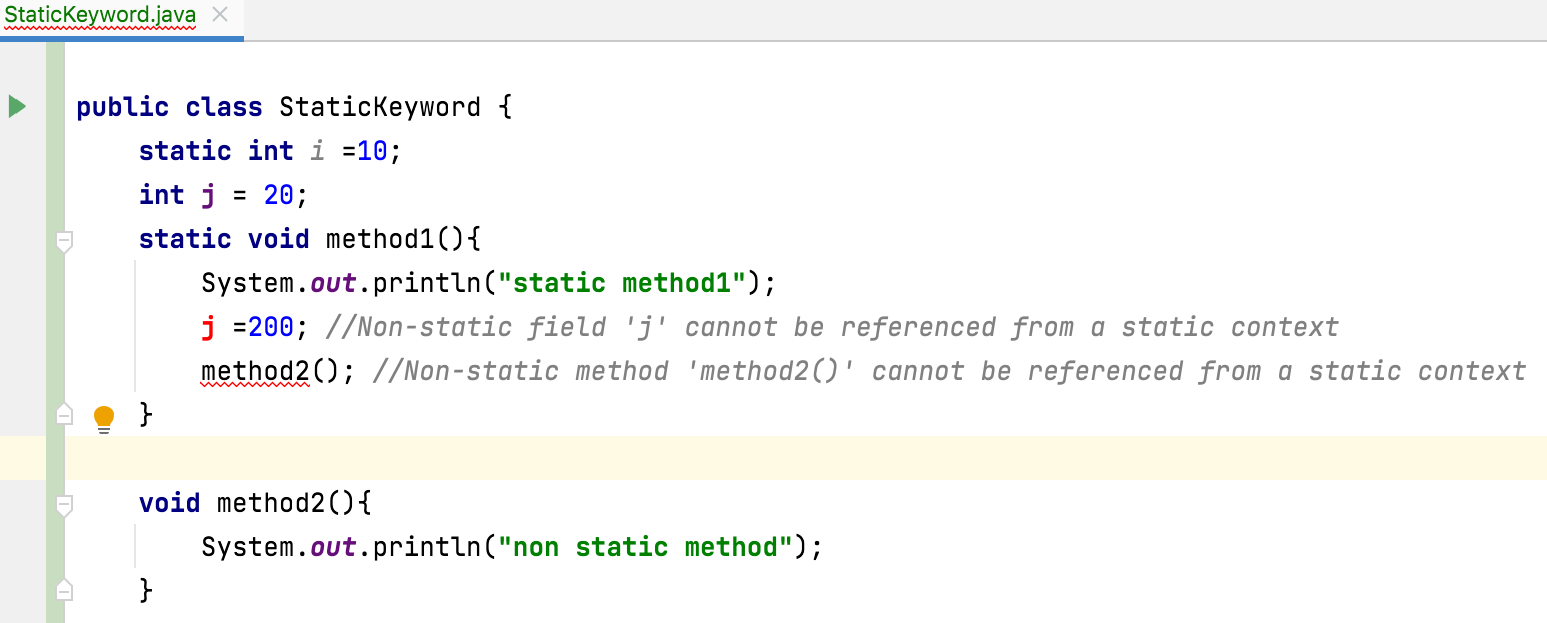 StaticKeyword.java
public class StaticKeyword {
    static int i =10;
    int j = 20;
    static void method1(){
        System.out.println("static method1");
        j =200; //Non-static field 'j' cannot be referenced from a static context
        method2(); //Non-static method 'method2()' cannot be referenced from a static context
    }
    void method2(){
        System.out.println("non static method");
    }